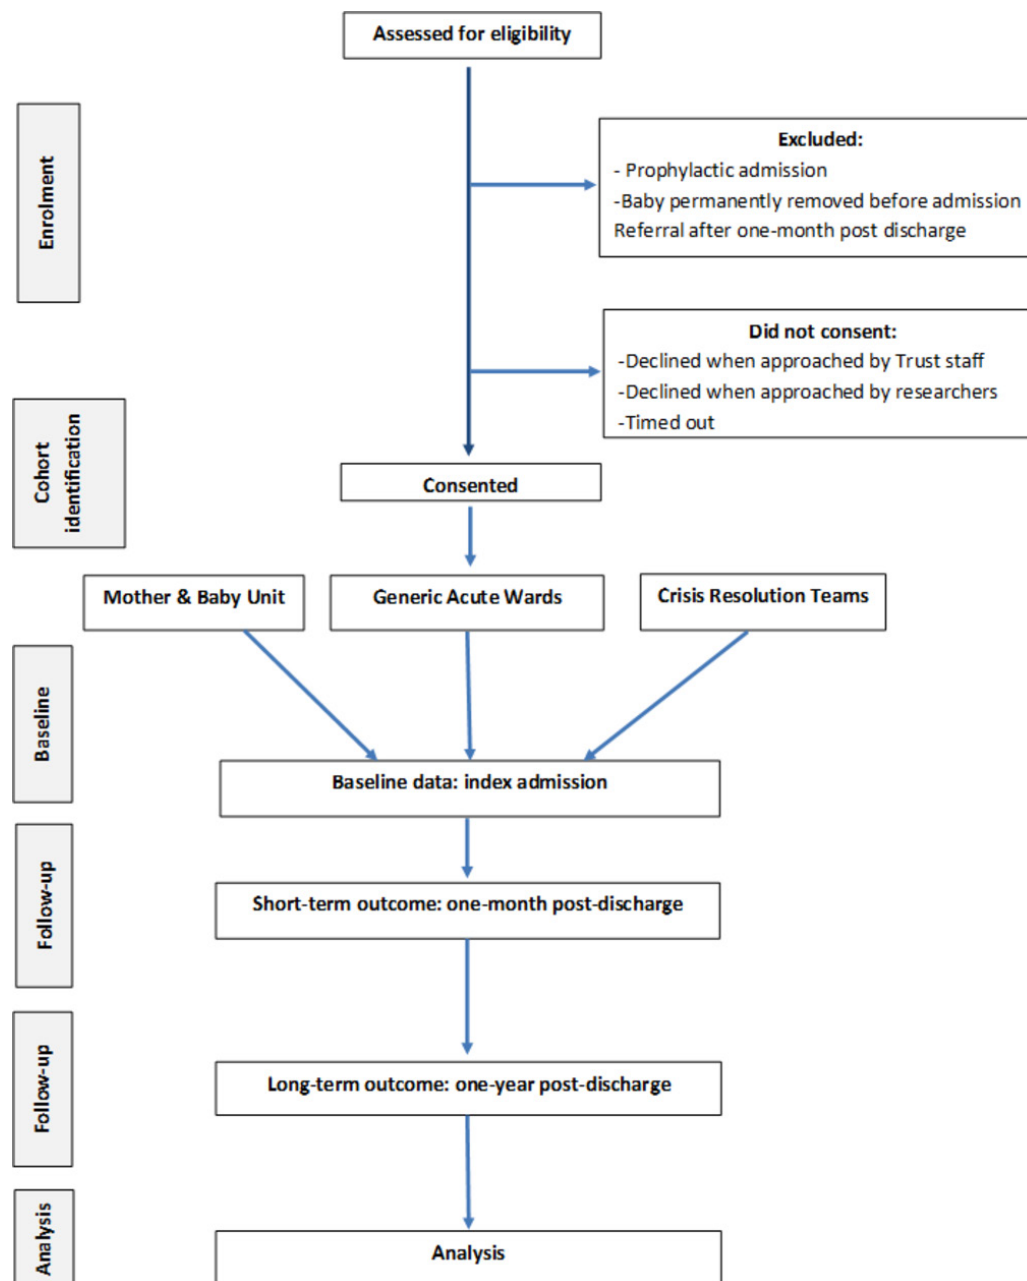 Assessed for eligibility
Enrolment
Excluded:
- Prophylactic admission
-Baby permanently removed before admission
Referral after one-month post discharge
Did not consent:
-Declined when approached by Trust staff
-Declined when approached by researchers
-Timed out
Cohort
identification
Consented
Mother & Baby Unit
Generic Acute Wards
Crisis Resolution Teams
Baseline
Baseline data: index admission
Follow-up
Short-term outcome: one-month post-discharge
Follow-up
Long-term outcome: one-year post-discharge
Analysis
Analysis